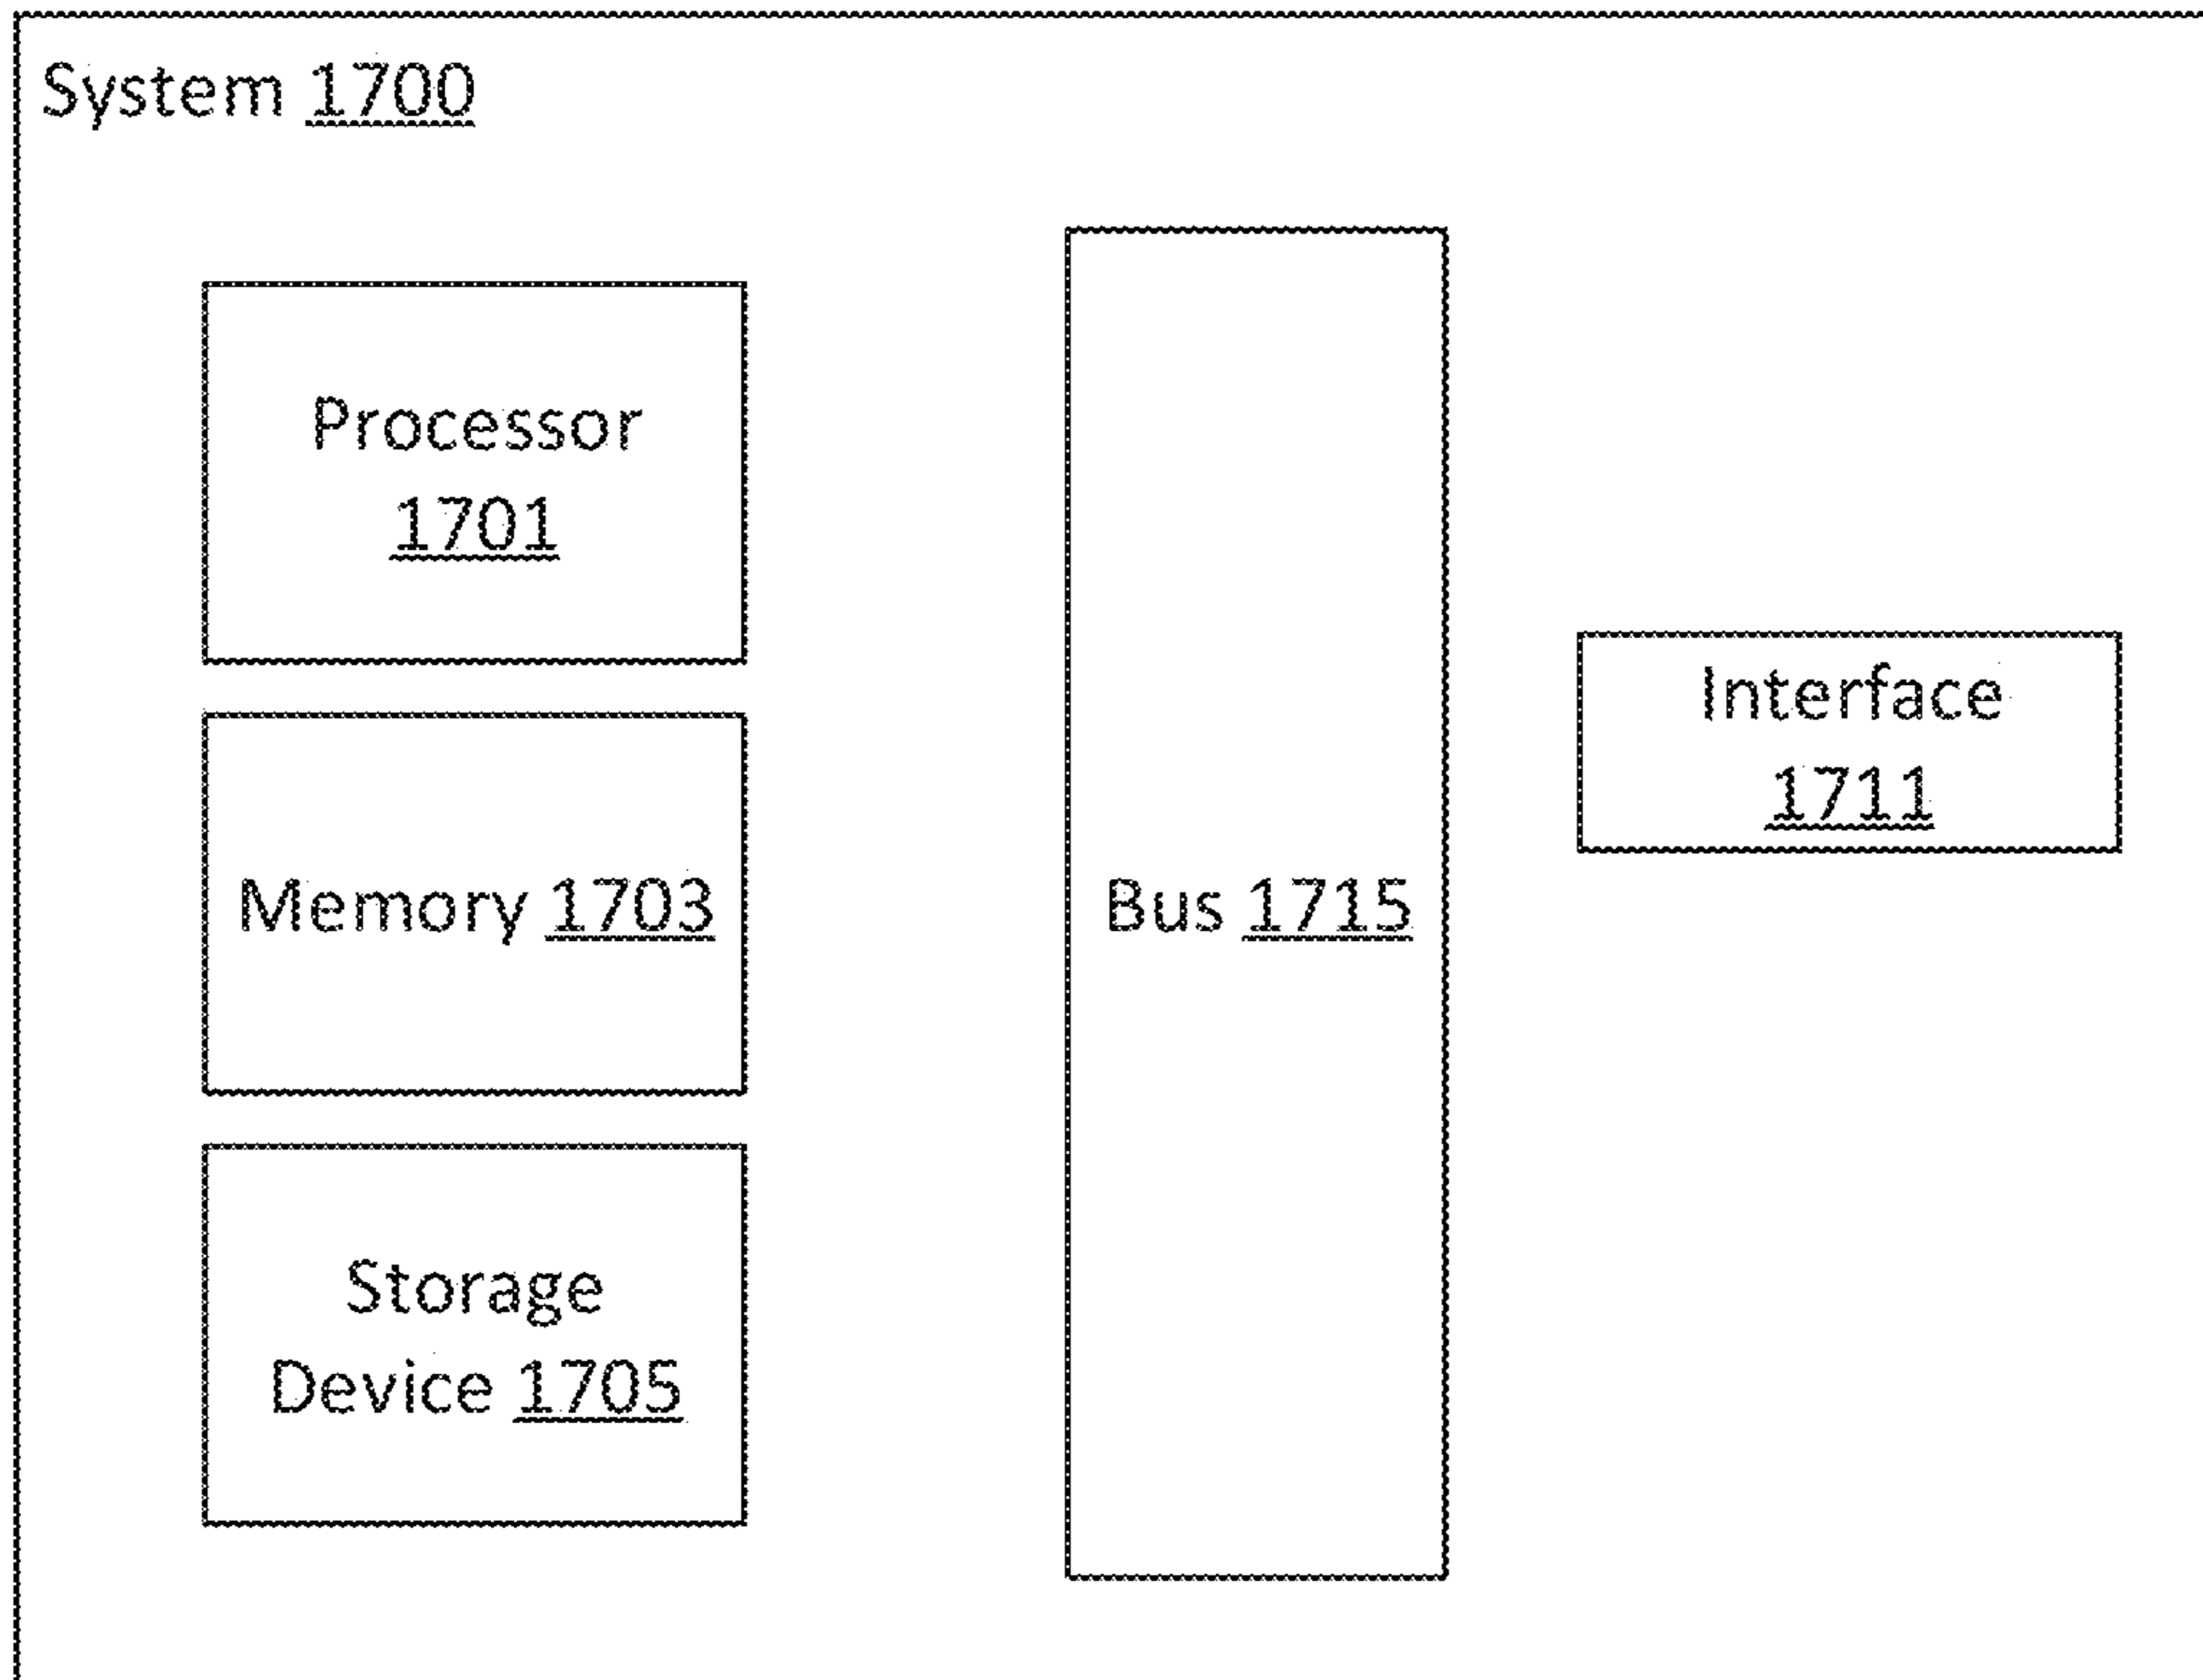 System 1700
Processor
1701
Memory 1703
Storage
Device 1705
Bus 1715
Interface
1711